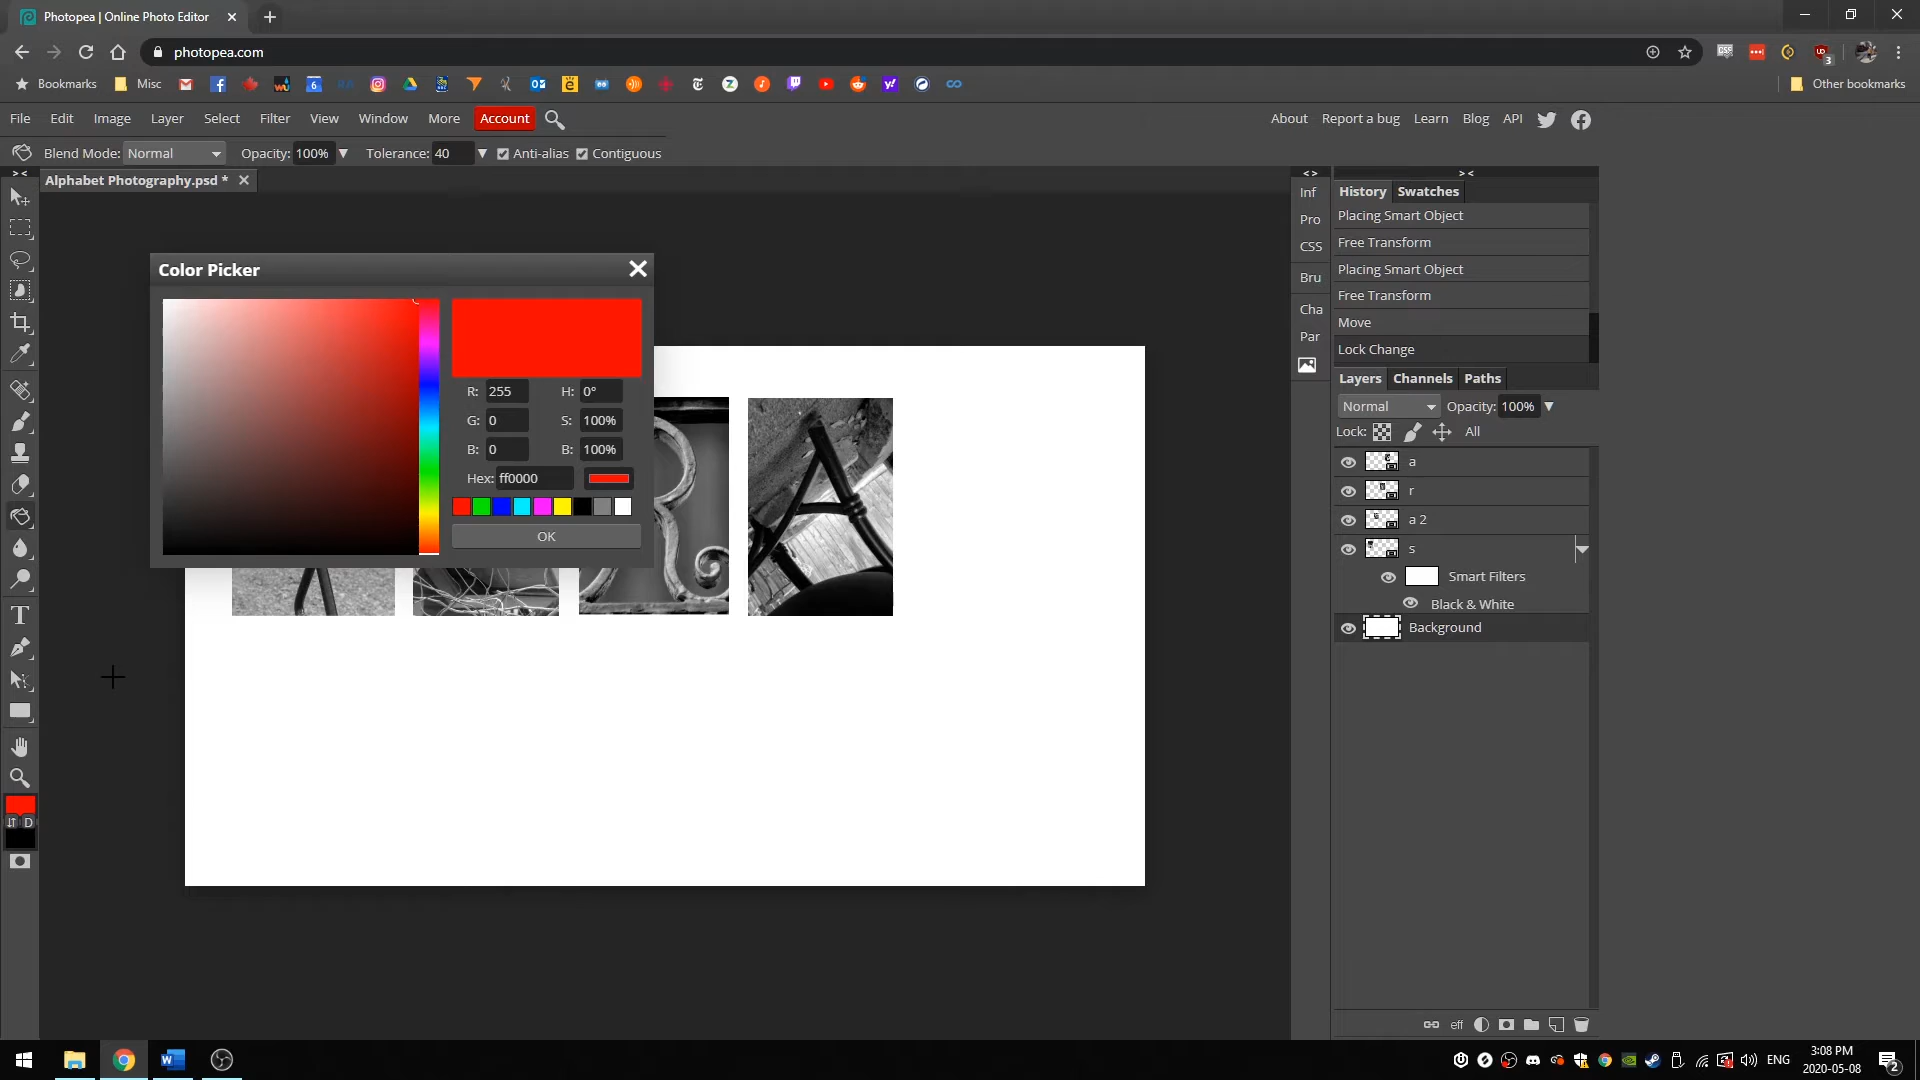 Photopea | Online Photo Editor
photopea.com
Bookmarks Misc Other bookmarks
File Edit Image Layer Select Filter View Window More Account About Report a bug Learn Blog API
Blend Mode: Normal Opacity: 100% Tolerance: 40 Anti-alias Contiguous
Alphabet Photography.psd *
Color Picker
R: 255 H: 0°
G: 0 S: 100%
B: 0 B: 100%
Hex: ff0000
OK
D
Inf
Pro
CSS
Bru
Cha
Par
History Swatches
Placing Smart Object
Free Transform
Placing Smart Object
Free Transform
Move
Lock Change
Layers Channels Paths
Normal Opacity: 100%
Lock: All
a
r
a 2
s
Smart Filters
Black & White
Background
eff
ENG
3:08 PM
2020-05-08
2